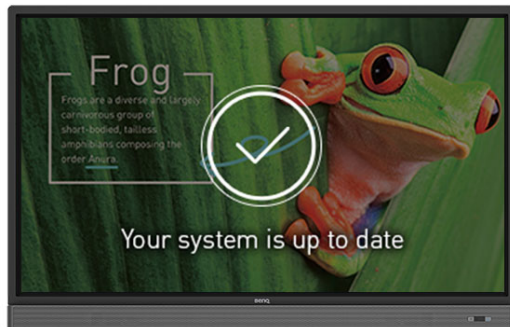 Frog
Frogs are a diverse and largely
carnivorous group of
short-bodied, tailless
amphibians composing the
order Anura.
Your system is up to date
BenQ